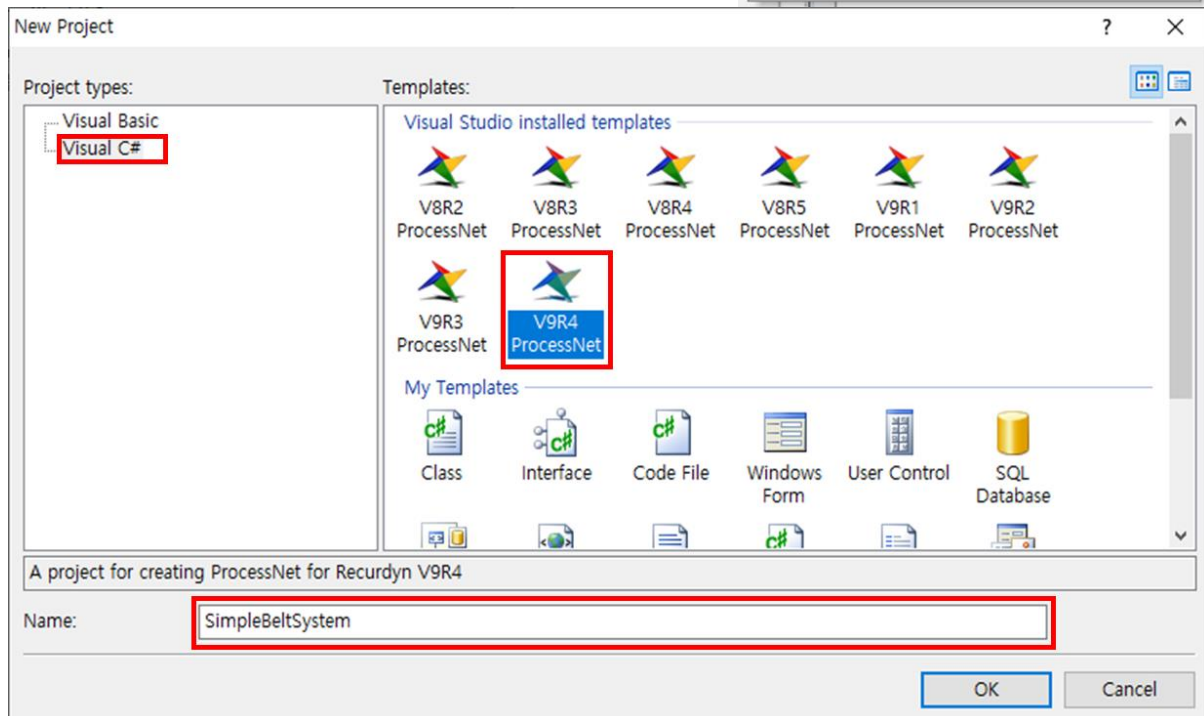 New Project
?
Project types:
Templates:
Visual Basic
Visual C#
Visual Studio installed templates
V8R2 ProcessNet
V8R3 ProcessNet
V8R4 ProcessNet
V8R5 ProcessNet
V9R1 ProcessNet
V9R2 ProcessNet
V9R3 ProcessNet
V9R4 ProcessNet
My Templates
Class
Interface
Code File
Windows Form
User Control
SQL Database
A project for creating ProcessNet for Recurdyn V9R4
Name:
SimpleBeltSystem
OK
Cancel